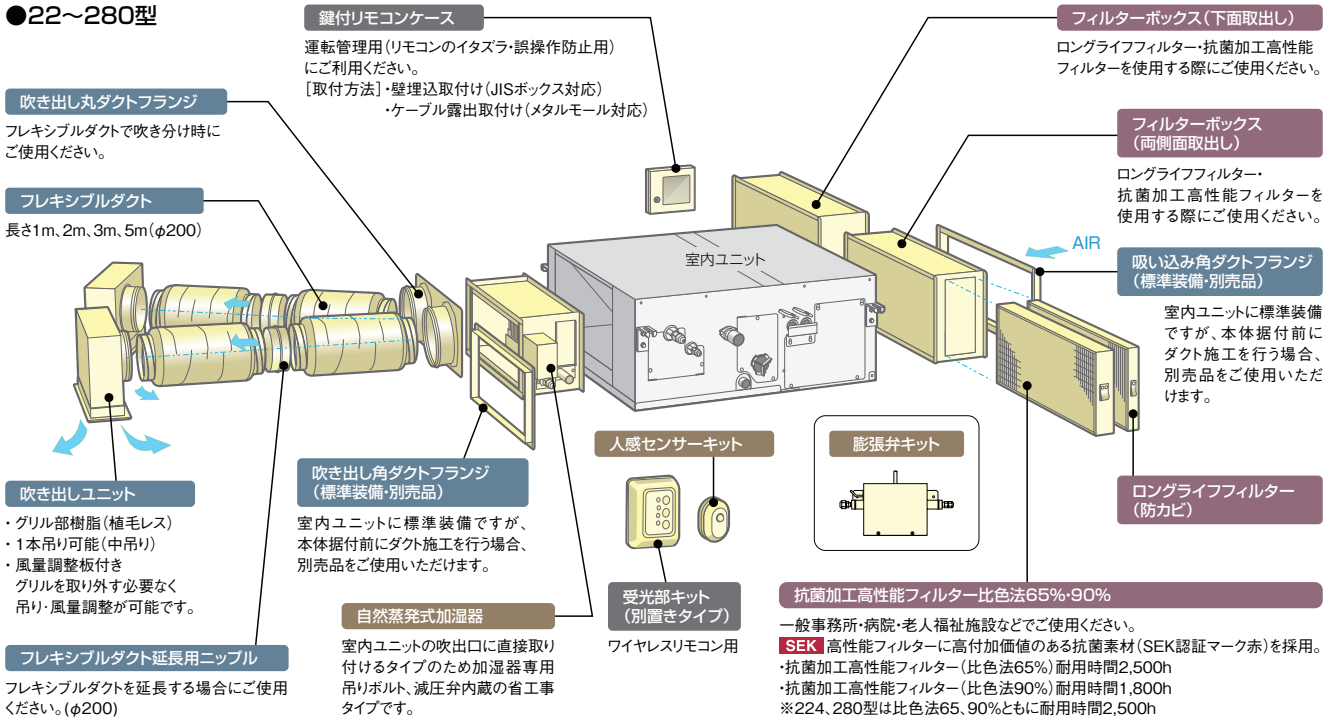 ●22〜280型
鍵付リモコンケース
運転管理用（リモコンのイタズラ・誤操作防止用）
にご利用ください。
［取付方法］・壁埋込取付け（JISボックス対応）
・ケーブル露出取付け（メタルモール対応）
フィルターボックス（下面取出し）
ロングライフフィルター・抗菌加工高性能
フィルターを使用する際にご使用ください。
吹き出し丸ダクトフランジ
フレキシブルダクトで吹き分け時に
ご使用ください。
フィルターボックス
（両側面取出し）
ロングライフフィルター・
抗菌加工高性能フィルターを
使用する際にご使用ください。
フレキシブルダクト
長さ1m、2m、3m、5m（φ200）
AIR
室内ユニット
吸い込み角ダクトフランジ
（標準装備・別売品）
室内ユニットに標準装備
ですが、本体据付前に
ダクト施工を行う場合、
別売品をご使用いただ
けます。
吹き出しユニット
・グリル部樹脂（植毛レス）
・1本吊り可能（中吊り）
・風量調整板付き
グリルを取り外す必要なく
吊り・風量調整が可能です。
吹き出し角ダクトフランジ
（標準装備・別売品）
室内ユニットに標準装備ですが、
本体据付前にダクト施工を行う場合、
別売品をご使用いただけます。
人感センサーキット
膨張弁キット
ロングライフフィルター
（防カビ）
フレキシブルダクト延長用ニップル
フレキシブルダクトを延長する場合にご使用
ください。(φ200)
自然蒸発式加湿器
室内ユニットの吹出口に直接取り
付けるタイプのため加湿器専用
吊りボルト、減圧弁内蔵の省工事
タイプです。
受光部キット
（別置きタイプ）
ワイヤレスリモコン用
抗菌加工高性能フィルター比色法65%・90%
一般事務所・病院・老人福祉施設などでご使用ください。
SEK 高性能フィルターに高付加価値のある抗菌素材（SEK認証マーク赤）を採用。
・抗菌加工高性能フィルター（比色法65%）耐用時間2,500h
・抗菌加工高性能フィルター（比色法90%）耐用時間1,800h
※224、280型は比色法65、90%ともに耐用時間2,500h